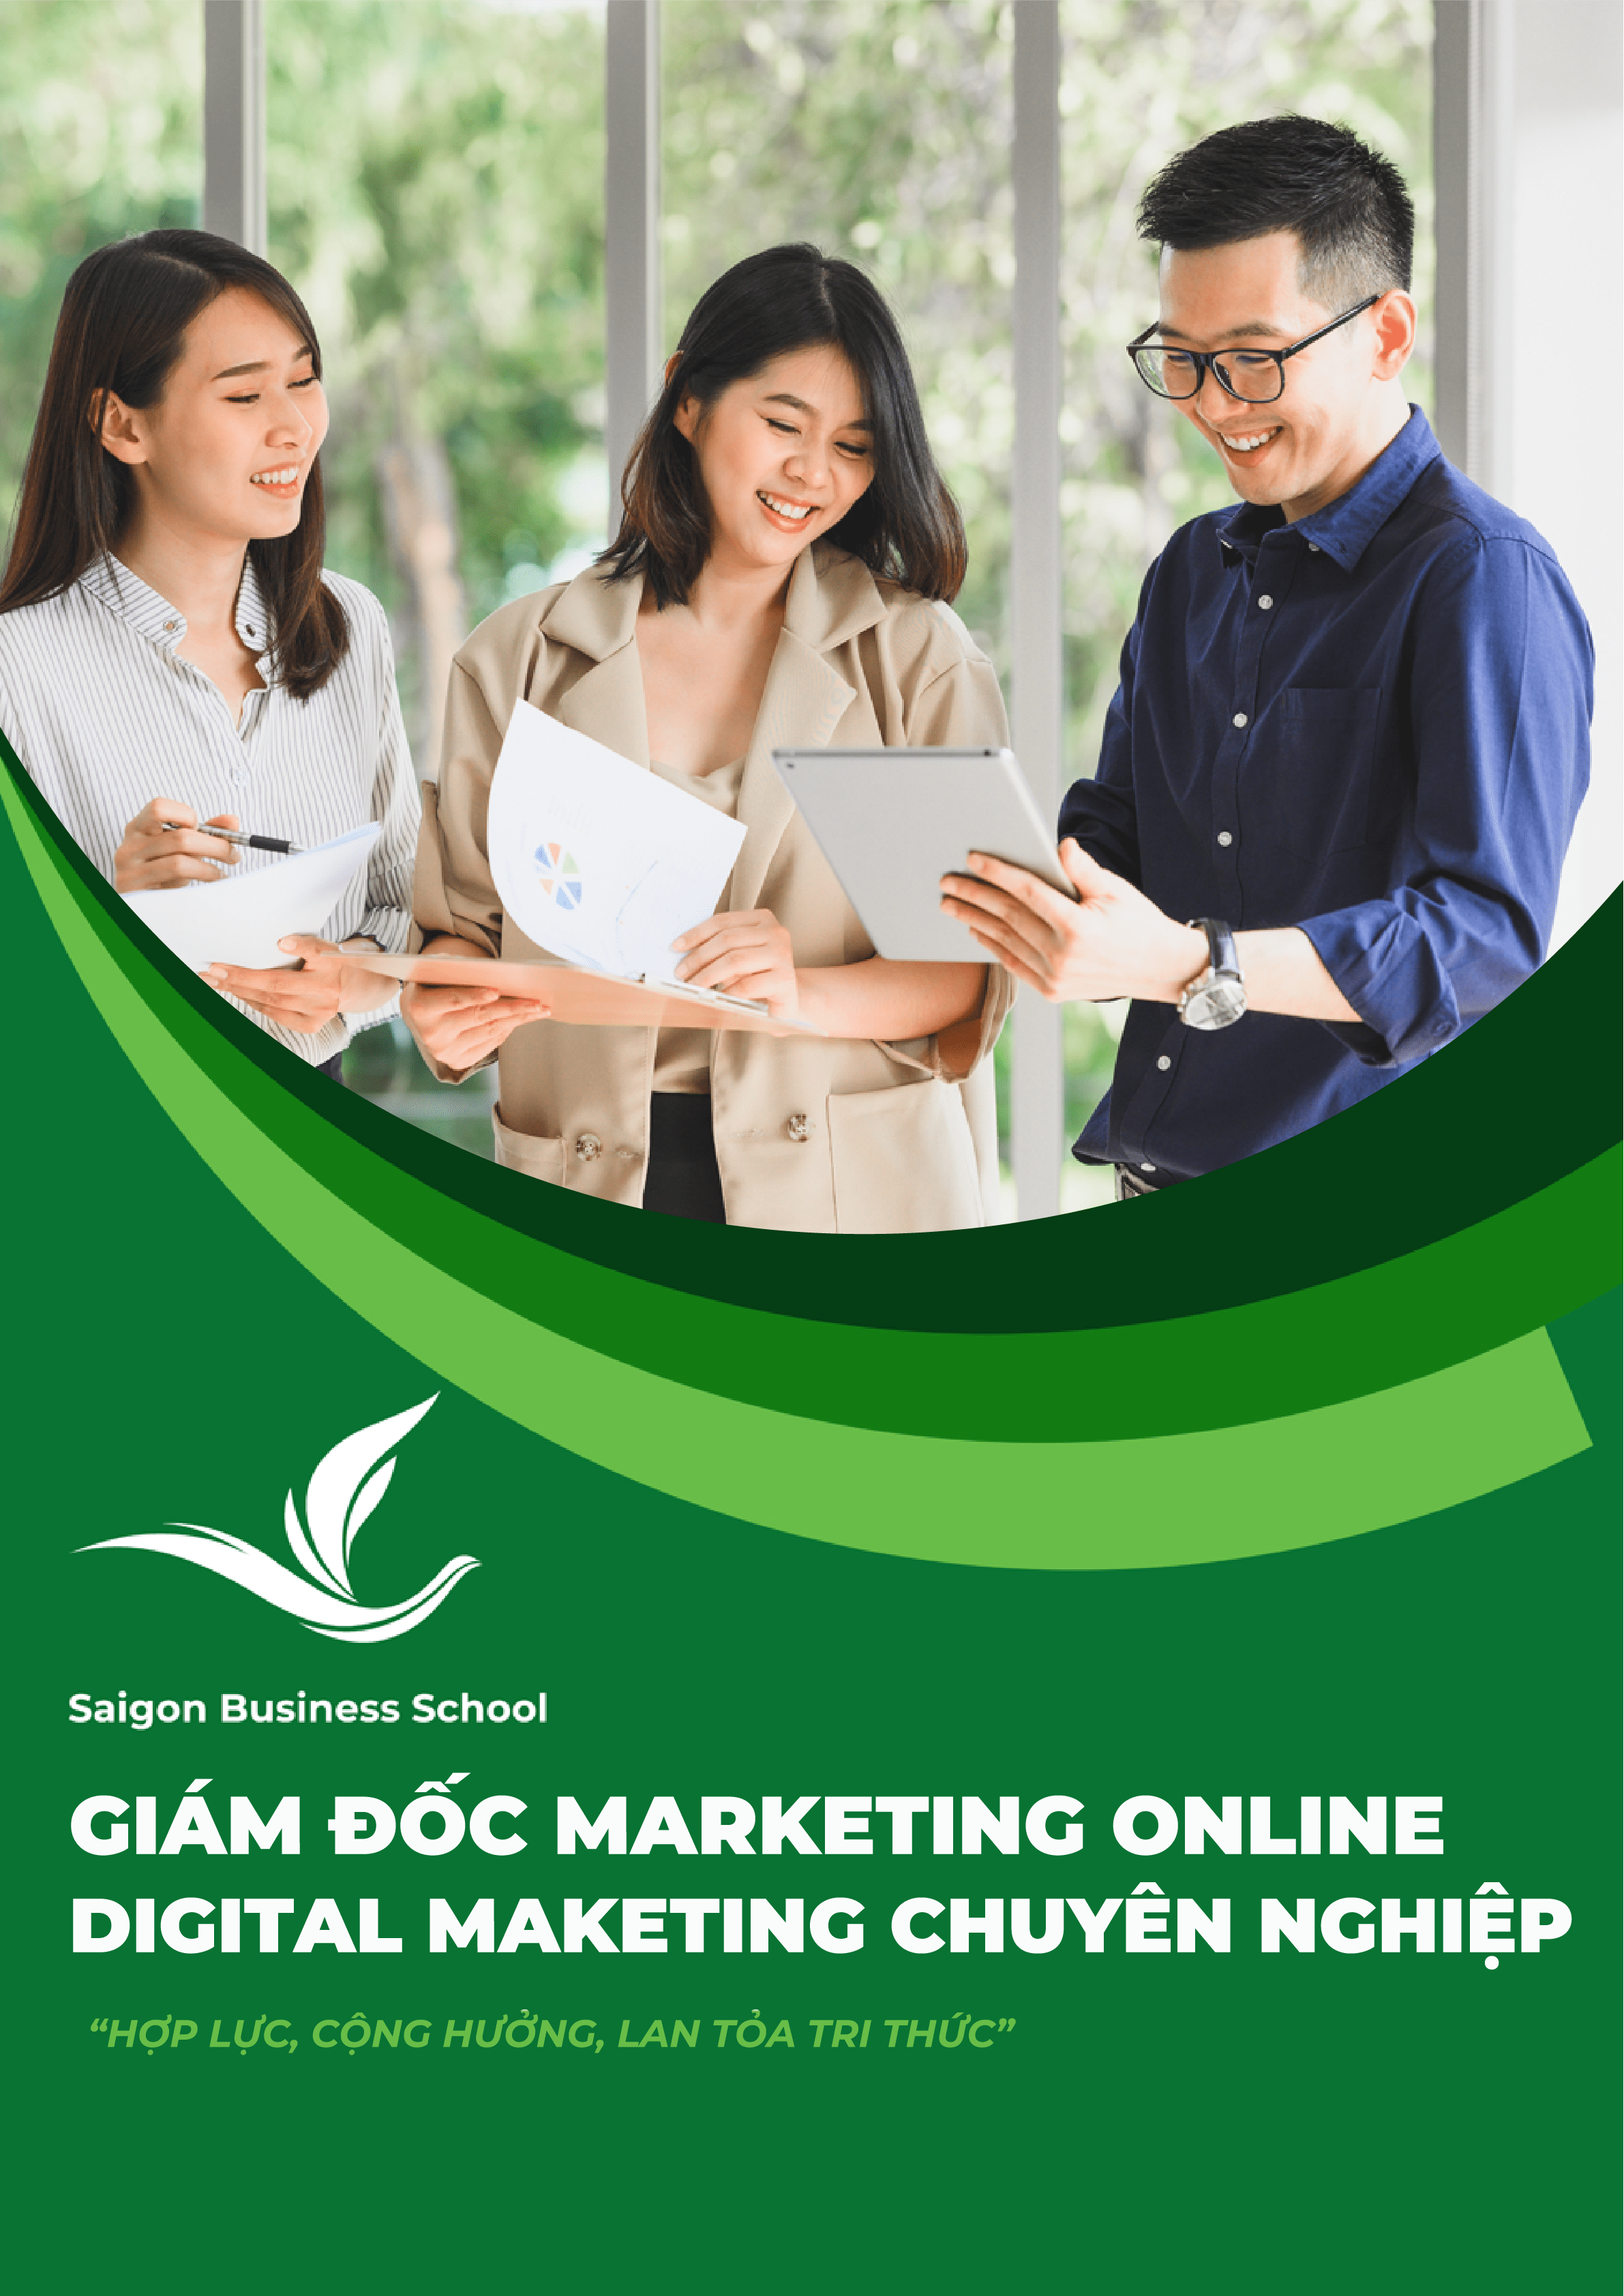 Saigon Business School
GIÁM ĐỐC MARKETING ONLINE
DIGITAL MAKETING CHUYÊN NGHIỆP
“HỢP LỰC, CỘNG HƯỞNG, LAN TỎA TRI THỨC”